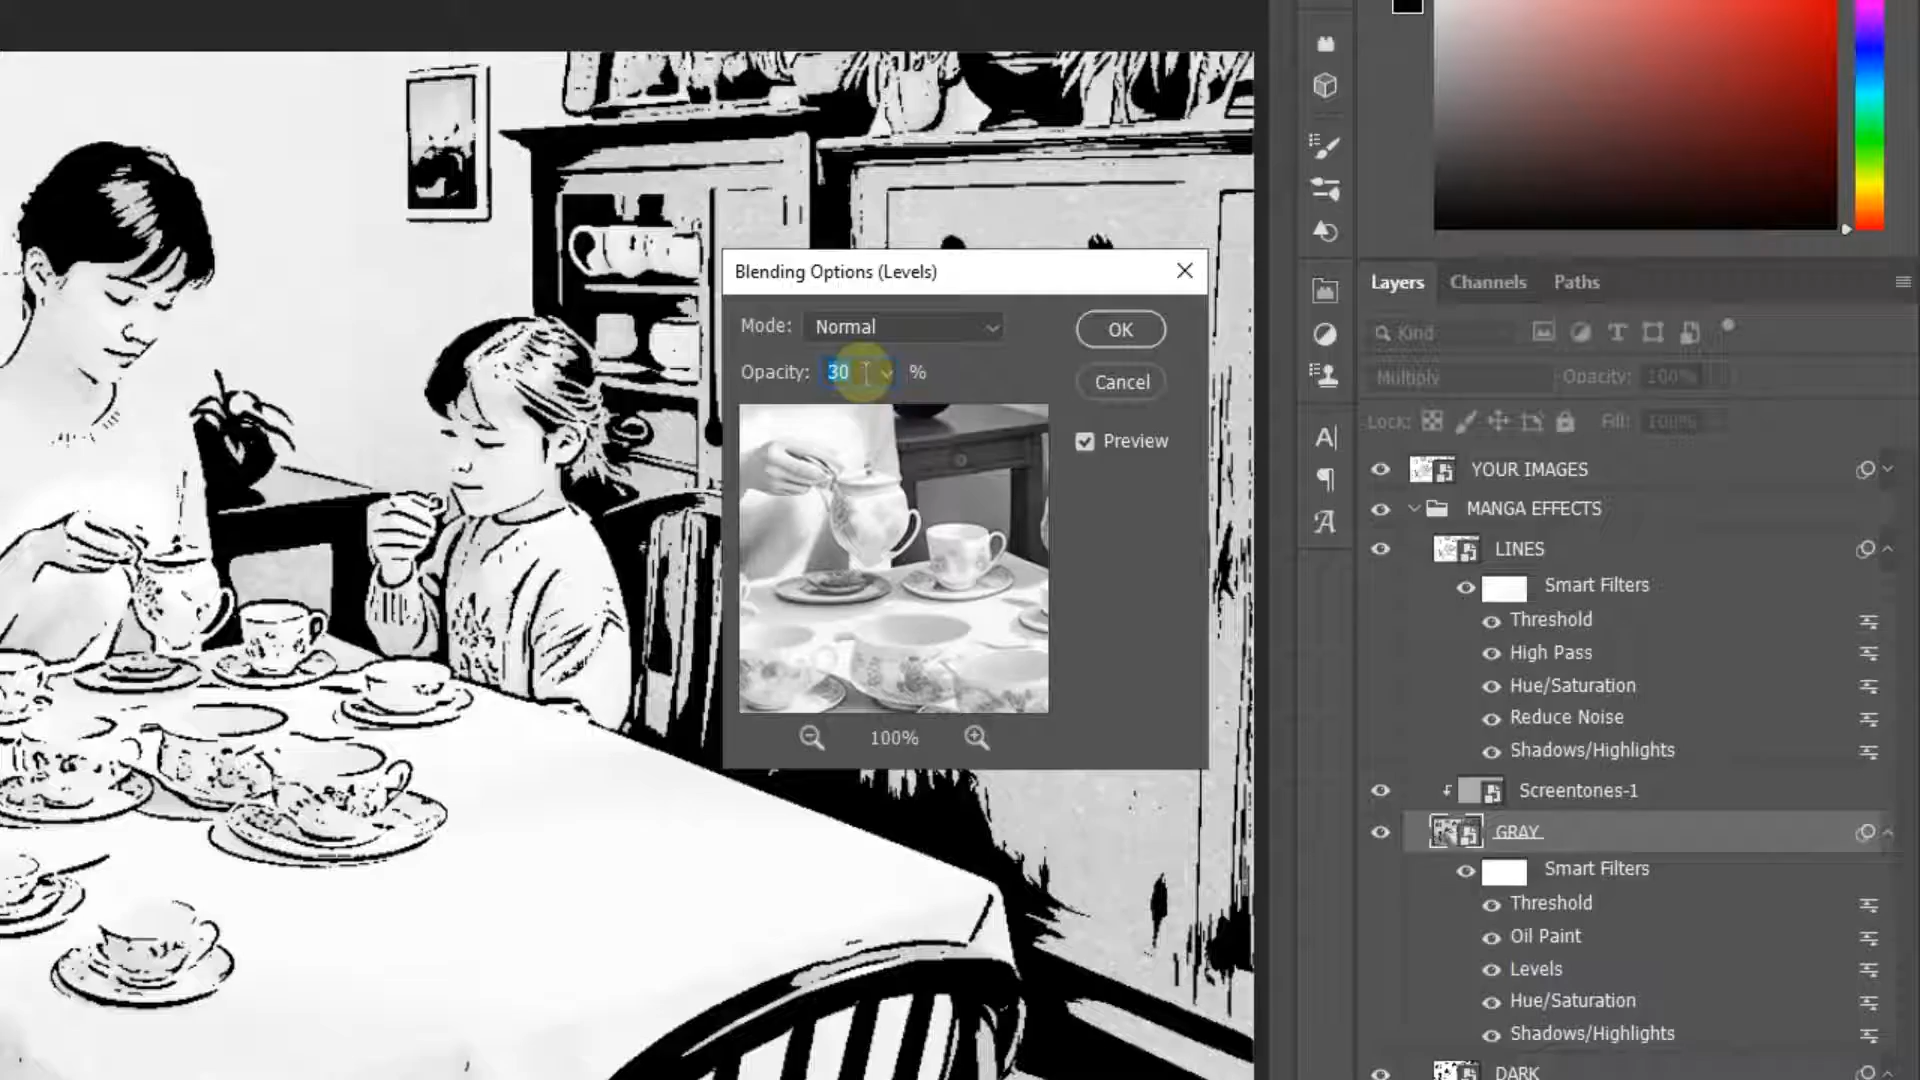 Blending Options (Levels)
Mode: Normal
OK
Opacity: 30 %
Cancel
Preview
100%
Layers Channels Paths
Kind
Multiply Opacity: 100%
Lock: Fill: 100%
YOUR IMAGES
MANGA EFFECTS
LINES
Smart Filters
Threshold
High Pass
Hue/Saturation
Reduce Noise
Shadows/Highlights
Screentones-1
GRAY
Smart Filters
Threshold
Oil Paint
Levels
Hue/Saturation
Shadows/Highlights
DARK